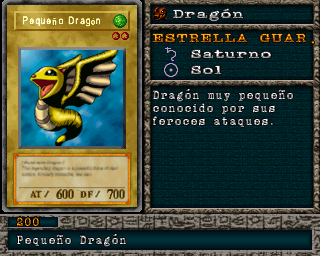 Pequeño Dragón
AT/ 600 DF/ 700
Dragón
ESTRELLA GUAR.
Saturno
Sol
Dragón muy pequeño
conocido por sus
feroces ataques.
200
Pequeño Dragón